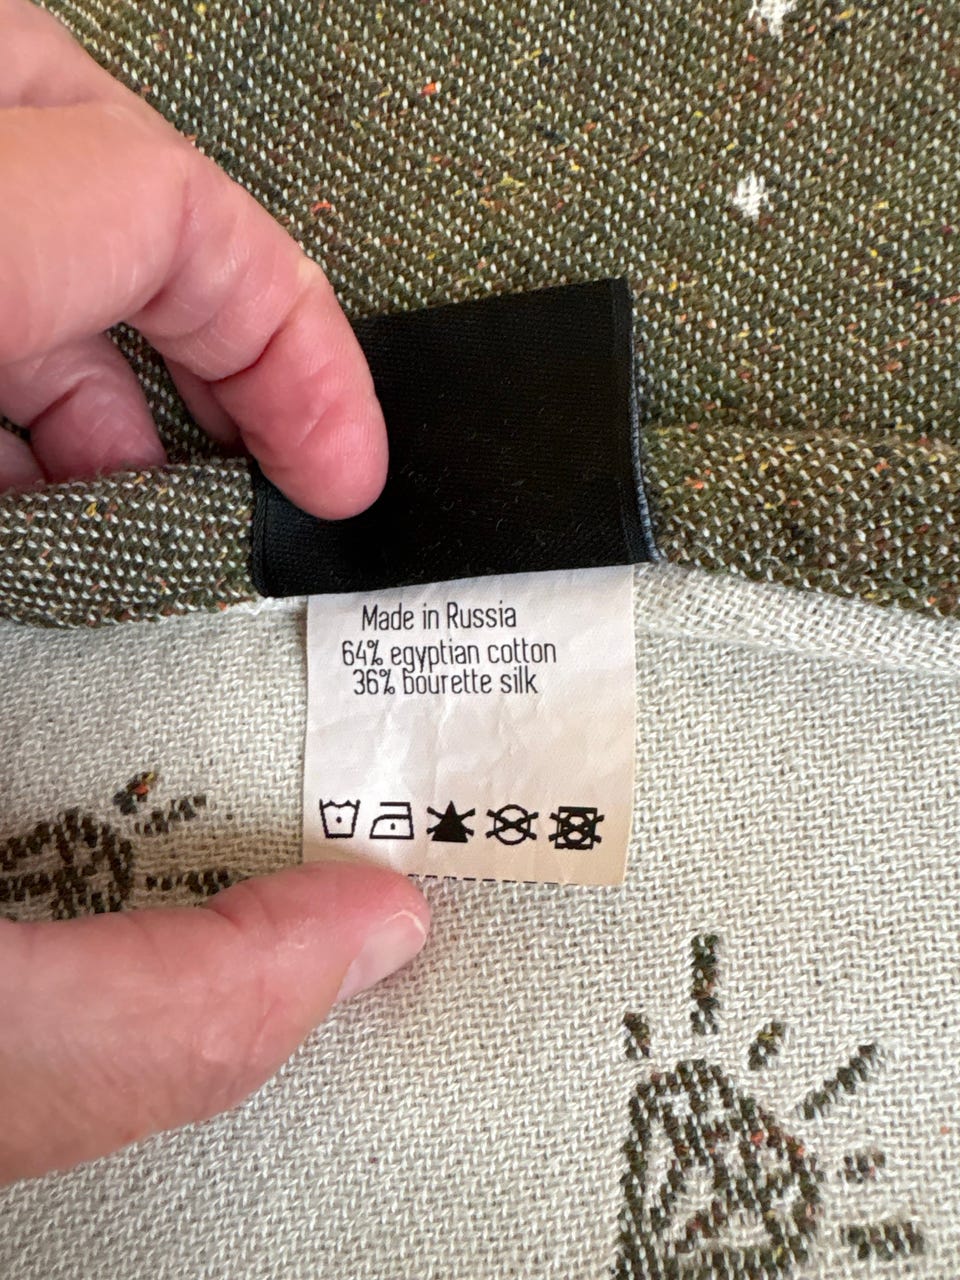 Made in Russia
64% egyptian cotton
36% bourette silk